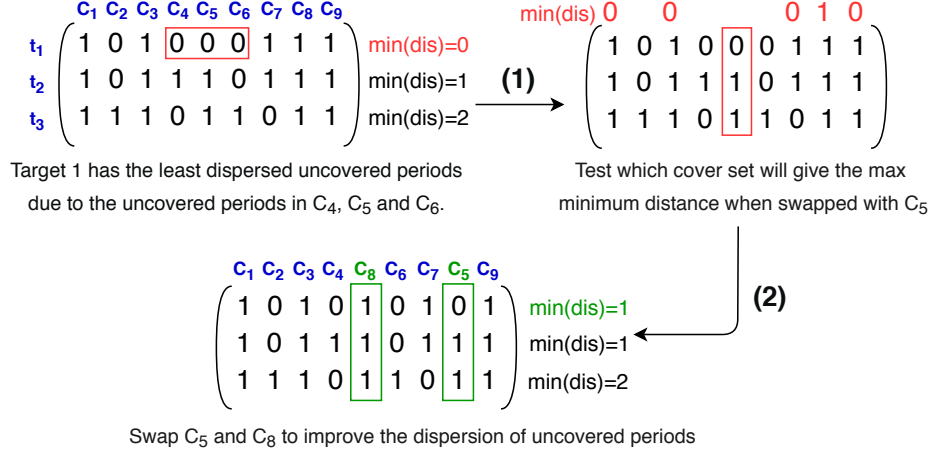 C₁ C₂ C₃ C₄ C₅ C₆ C₇ C₈ C₉
t₁ 1 0 1 0 0 0 1 1 1 min(dis)=0
t₂ 1 0 1 1 1 0 1 1 1 min(dis)=1
t₃ 1 1 1 0 1 1 0 1 1 min(dis)=2
Target 1 has the least dispersed uncovered periods
due to the uncovered periods in C₄, C₅ and C₆.
(1)
min(dis) 0 0 0 1 0
1 0 1 0 0 0 1 1 1
1 0 1 1 1 0 1 1 1
1 1 1 0 1 1 0 1 1
Test which cover set will give the max
minimum distance when swapped with C₅
(2)
C₁ C₂ C₃ C₄ C₈ C₆ C₇ C₅ C₉
1 0 1 0 1 0 1 0 1 min(dis)=1
1 0 1 1 1 0 1 1 1 min(dis)=1
1 1 1 0 1 1 0 1 1 min(dis)=2
Swap C₅ and C₈ to improve the dispersion of uncovered periods